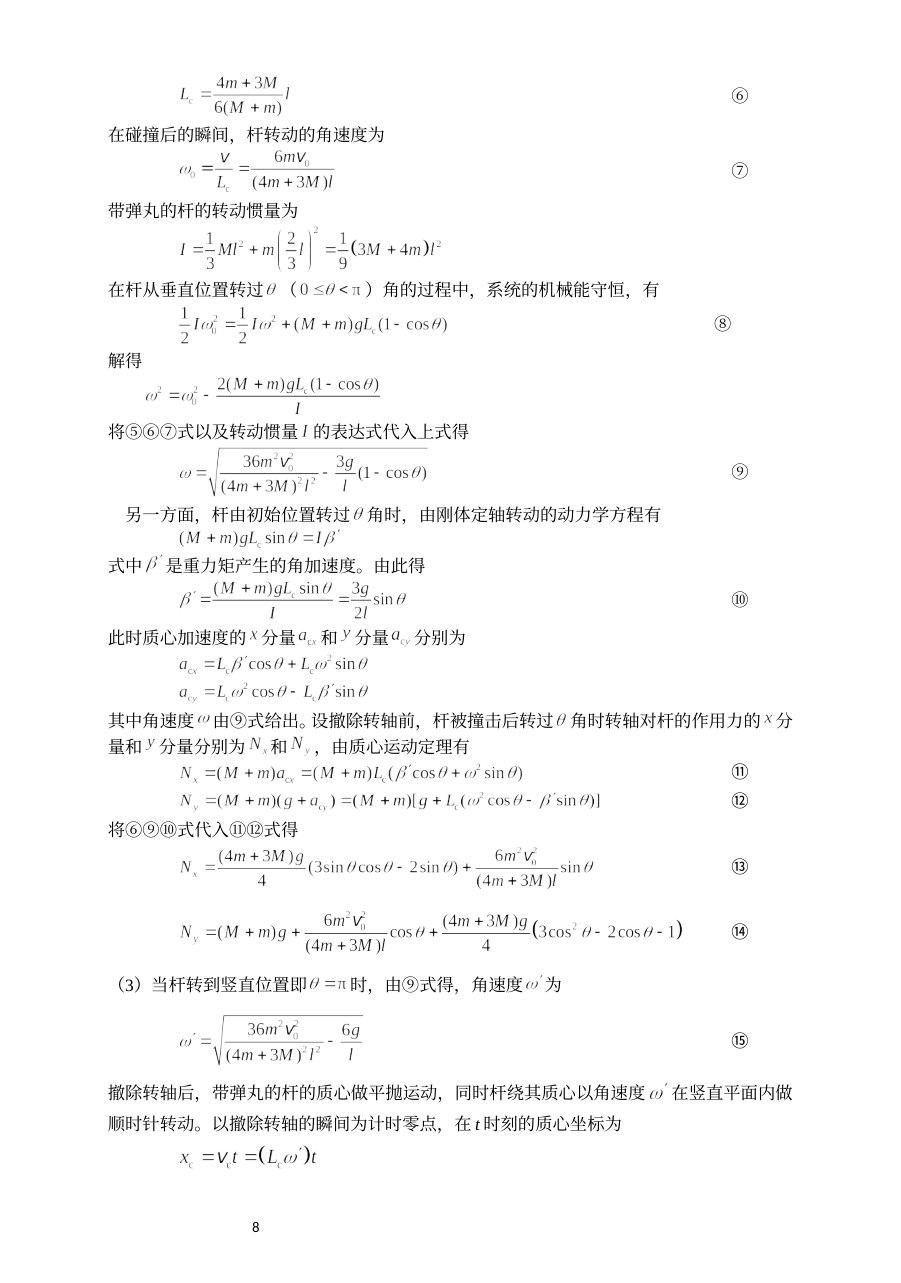 L_c = (4m + 3M)/(6(M + m)) l ⑥
在碰撞后的瞬间，杆转动的角速度为
ω_0 = v/L_c = 6mv_0/((4m + 3M)l) ⑦
带弹丸的杆的转动惯量为
I = 1/3 Ml^2 + m(2/3 l)^2 = 1/9 (3M + 4m)l^2
在杆从垂直位置转过θ（0 ≤ θ < π）角的过程中，系统的机械能守恒，有
1/2 Iω_0^2 = 1/2 Iω^2 + (M + m)gL_c(1 - cosθ) ⑧
解得
ω^2 = ω_0^2 - 2(M + m)gL_c(1 - cosθ)/I
将⑤⑥⑦式以及转动惯量 I 的表达式代入上式得
ω = √(36m^2v_0^2/((4m + 3M)^2 l^2) - 3g/l (1 - cosθ)) ⑨
另一方面，杆由初始位置转过θ角时，由刚体定轴转动的动力学方程有
(M + m)gL_c sinθ = Iβ′
式中β′是重力矩产生的角加速度。由此得
β′ = (M + m)gL_c sinθ/I = 3g/2l sinθ ⑩
此时质心加速度的 x 分量 a_cx 和 y 分量 a_cy 分别为
a_cx = L_cβ′cosθ + L_cω^2 sinθ
a_cy = L_cω^2 cosθ - L_cβ′sinθ
其中角速度ω由⑨式给出。设撤除转轴前，杆被撞击后转过θ角时转轴对杆的作用力的 x 分
量和 y 分量分别为 N_x 和 N_y ，由质心运动定理有
N_x = (M + m)a_cx = (M + m)L_c(β′cosθ + ω^2 sinθ) ⑪
N_y = (M + m)(g + a_cy) = (M + m)[g + L_c(ω^2 cosθ - β′sinθ)] ⑫
将⑥⑨⑩式代入⑪⑫式得
N_x = (4m + 3M)g/4 (3sinθcosθ - 2sinθ) + 6m^2v_0^2/((4m + 3M)l) sinθ ⑬
N_y = (M + m)g + 6m^2v_0^2/((4m + 3M)l) cosθ + (4m + 3M)g/4 (3cos^2θ - 2cosθ - 1) ⑭
（3）当杆转到竖直位置即θ = π时，由⑨式得，角速度ω′为
ω′ = √(36m^2v_0^2/((4m + 3M)^2 l^2) - 6g/l) ⑮
撤除转轴后，带弹丸的杆的质心做平抛运动，同时杆绕其质心以角速度ω′在竖直平面内做
顺时针转动。以撤除转轴的瞬间为计时零点，在 t 时刻的质心坐标为
x_c = v_c t = (L_cω′)t
8